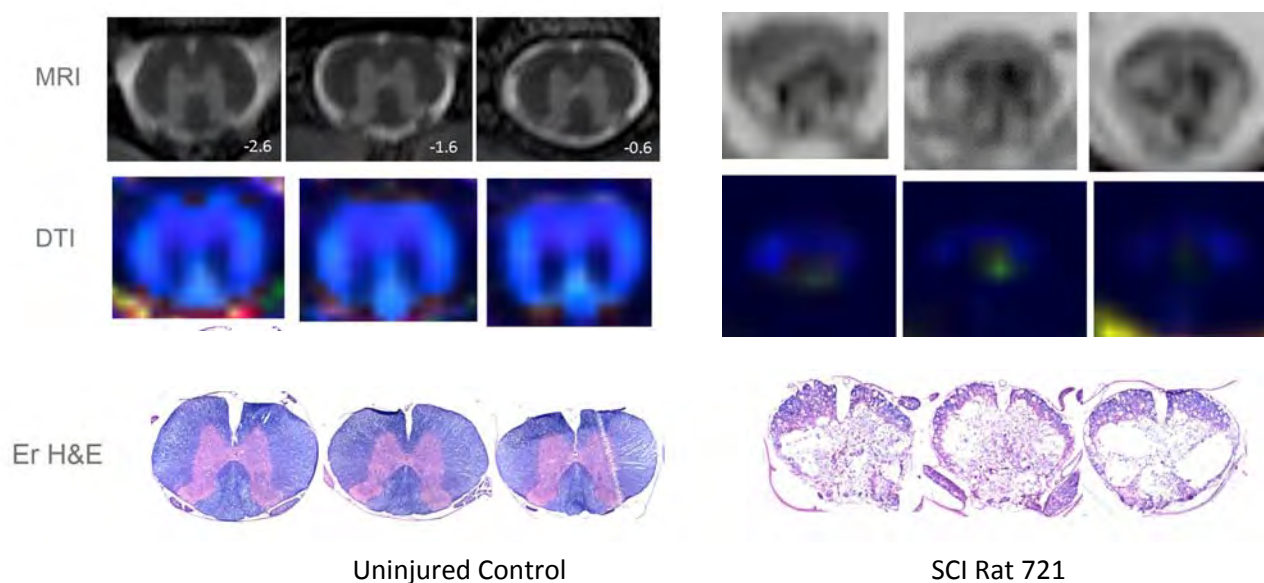 MRI
-2.6
-1.6
-0.6
DTI
Er H&E
Uninjured Control
SCI Rat 721